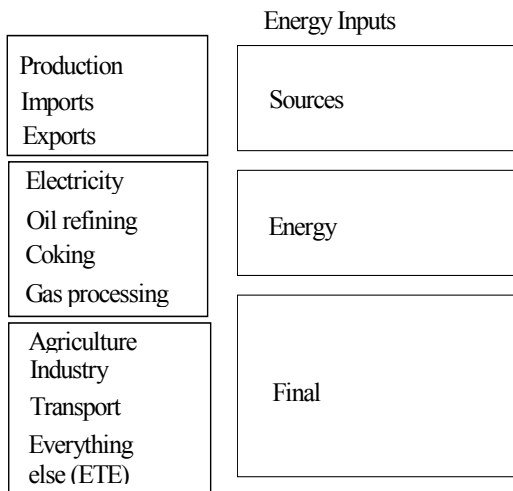 Energy Inputs
Production
Imports
Exports
Sources
Electricity
Oil refining
Coking
Gas processing
Energy
Agriculture
Industry
Transport
Everything
else (ETE)
Final